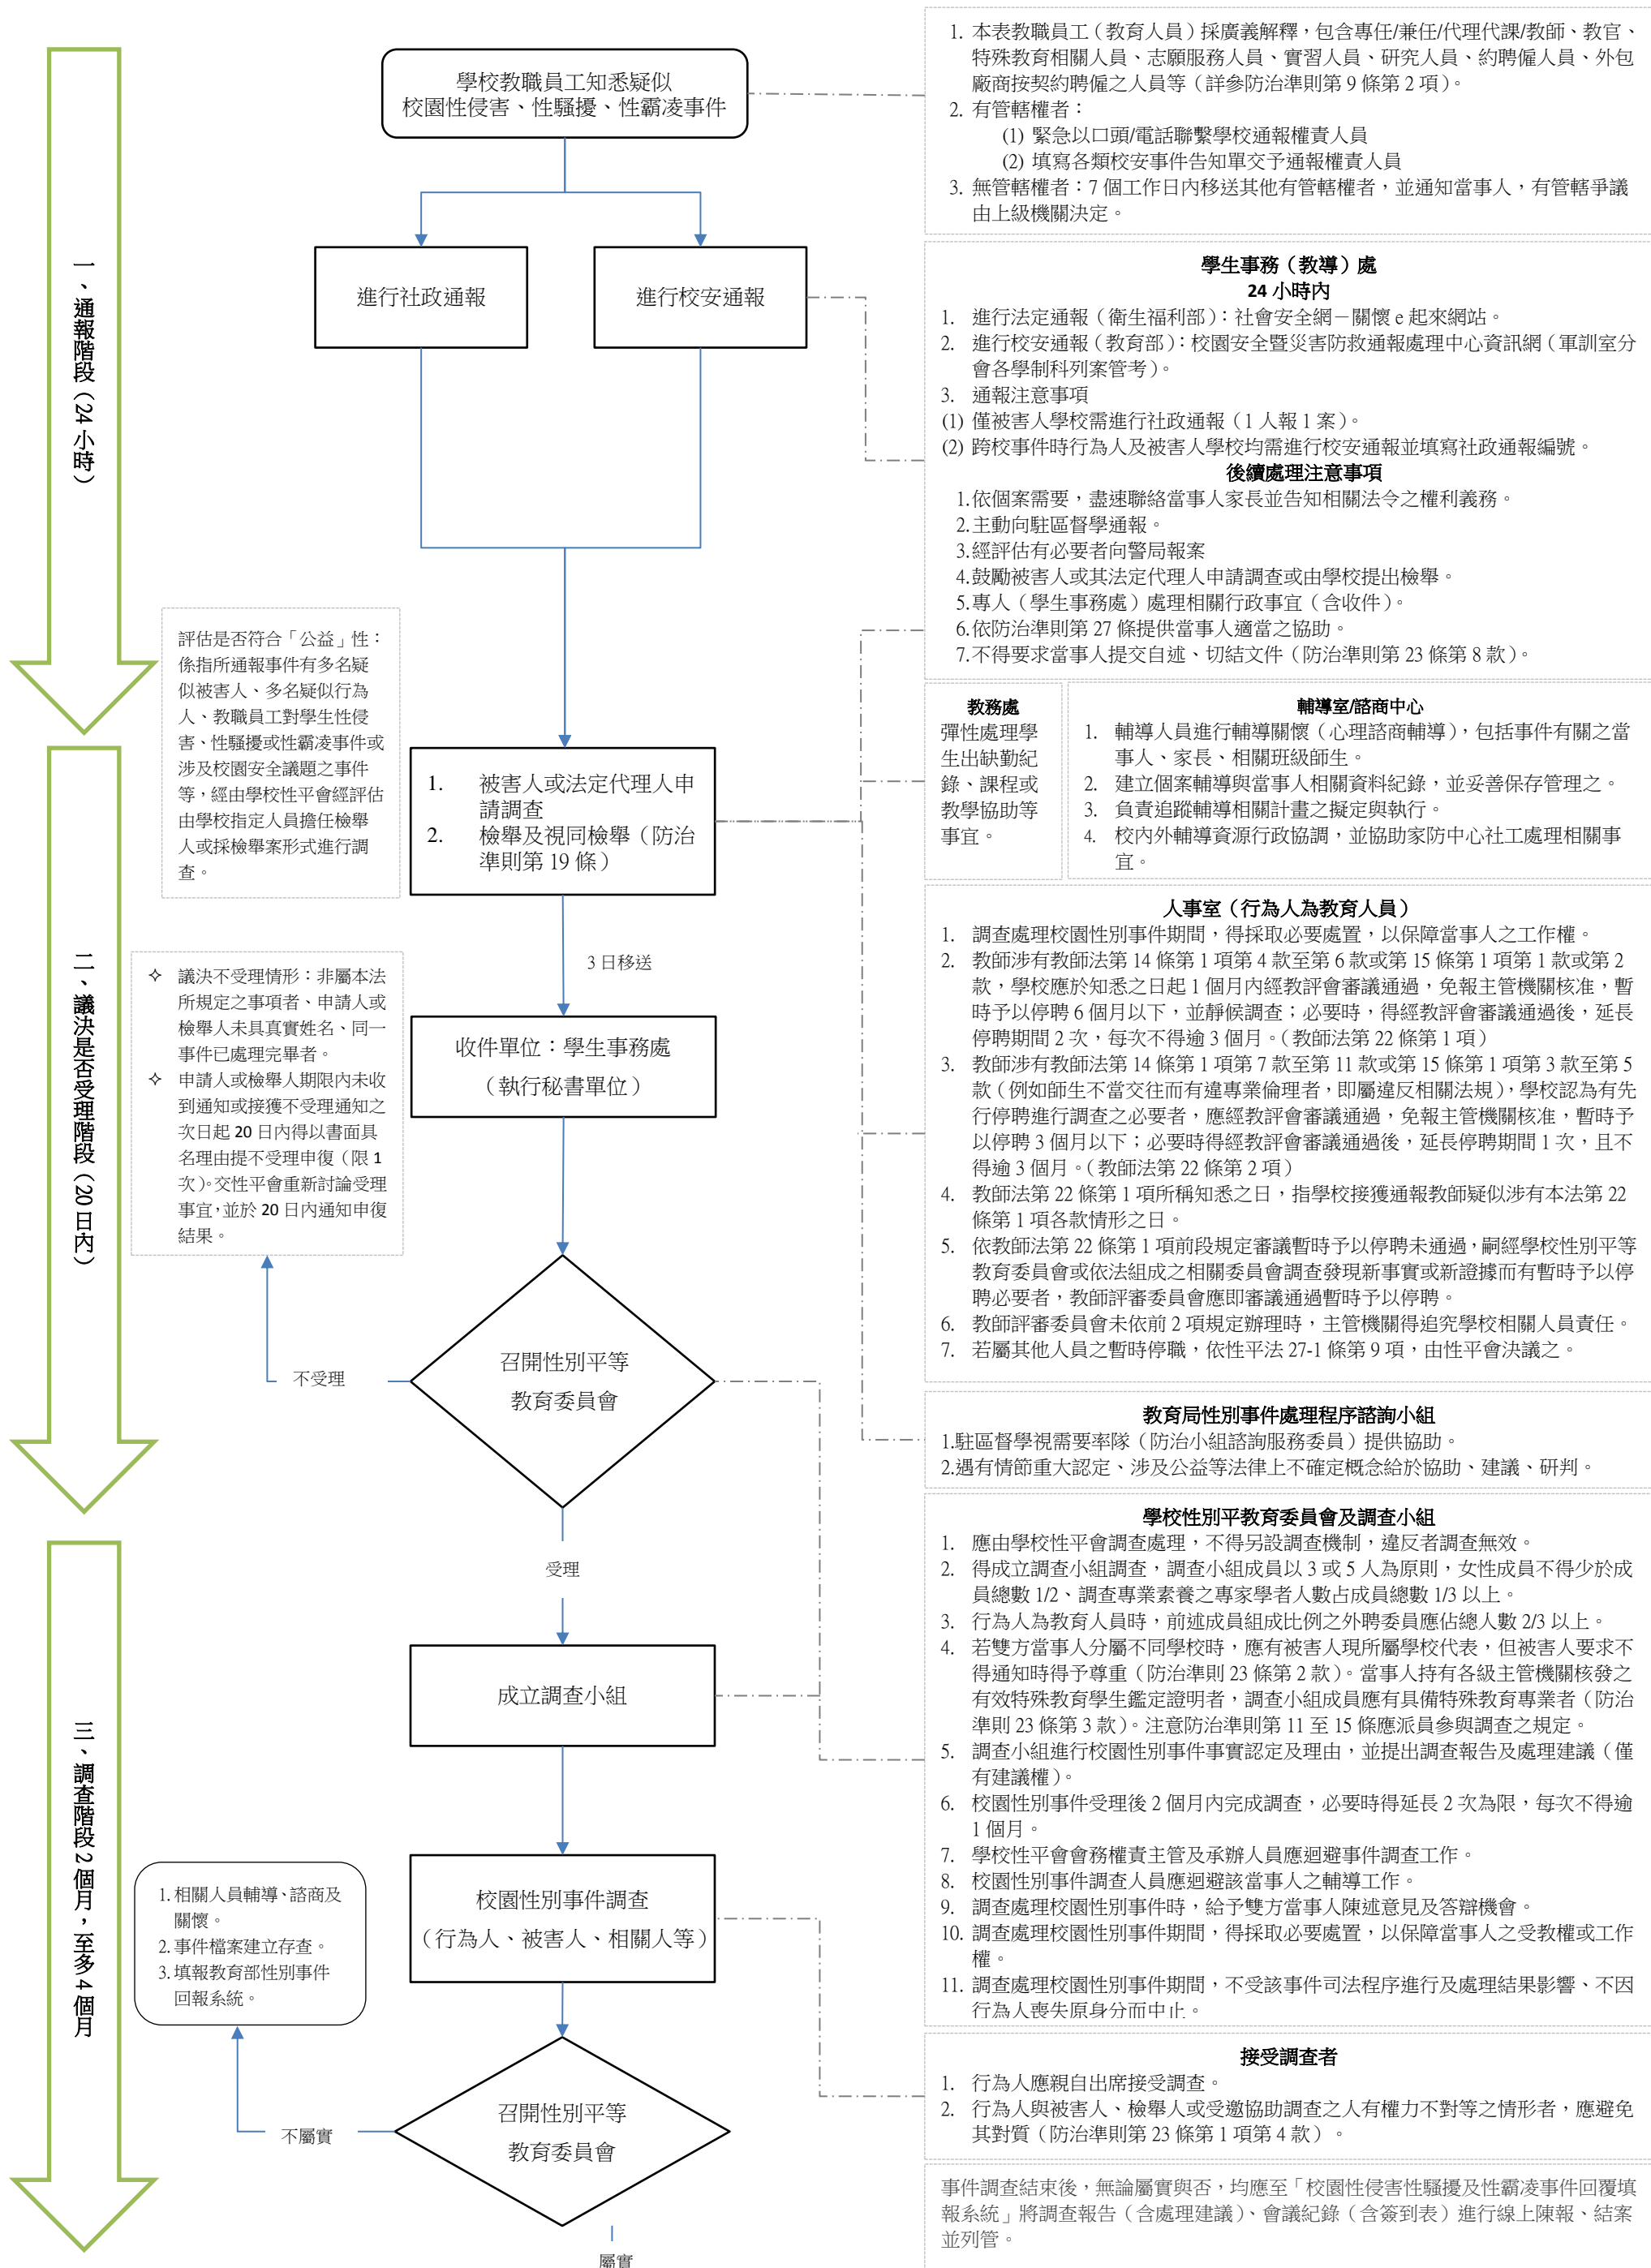 一、通報階段（24 小時）
學校教職員工知悉疑似
校園性侵害、性騷擾、性霸凌事件
進行社政通報
進行校安通報
1. 本表教職員工（教育人員）採廣義解釋，包含專任/兼任/代理代課/教師、教官、
特殊教育相關人員、志願服務人員、實習人員、研究人員、約聘僱人員、外包
廠商按契約聘僱之人員等（詳參防治準則第 9 條第 2 項）。
2. 有管轄權者：
(1) 緊急以口頭/電話聯繫學校通報權責人員
(2) 填寫各類校安事件告知單交予通報權責人員
3. 無管轄權者：7 個工作日內移送其他有管轄權者，並通知當事人，有管轄爭議
由上級機關決定。
學生事務（教導）處
24 小時內
1. 進行法定通報（衛生福利部）：社會安全網－關懷 e 起來網站。
2. 進行校安通報（教育部）：校園安全暨災害防救通報處理中心資訊網（軍訓室分
會各學制科列案管考）。
3. 通報注意事項
(1) 僅被害人學校需進行社政通報（1 人報 1 案）。
(2) 跨校事件時行為人及被害人學校均需進行校安通報並填寫社政通報編號。
後續處理注意事項
1.依個案需要，盡速聯絡當事人家長並告知相關法令之權利義務。
2.主動向駐區督學通報。
3.經評估有必要者向警局報案
4.鼓勵被害人或其法定代理人申請調查或由學校提出檢舉。
5.專人（學生事務處）處理相關行政事宜（含收件）。
6.依防治準則第 27 條提供當事人適當之協助。
7.不得要求當事人提交自述、切結文件（防治準則第 23 條第 8 款）。
評估是否符合「公益」性：
係指所通報事件有多名疑
似被害人、多名疑似行為
人、教職員工對學生性侵
害、性騷擾或性霸凌事件或
涉及校園安全議題之事件
等，經由學校性平會經評估
由學校指定人員擔任檢舉
人或採檢舉案形式進行調
查。
二、議決是否受理階段（20 日內）
1. 被害人或法定代理人申
請調查
2. 檢舉及視同檢舉（防治
準則第 19 條）
教務處
彈性處理學
生出缺勤紀
錄、課程或
教學協助等
事宜。
輔導室/諮商中心
1. 輔導人員進行輔導關懷（心理諮商輔導），包括事件有關之當
事人、家長、相關班級師生。
2. 建立個案輔導與當事人相關資料紀錄，並妥善保存管理之。
3. 負責追蹤輔導相關計畫之擬定與執行。
4. 校內外輔導資源行政協調，並協助家防中心社工處理相關事
宜。
3 日移送
收件單位：學生事務處
（執行秘書單位）
✧ 議決不受理情形：非屬本法
所規定之事項者、申請人或
檢舉人未具真實姓名、同一
事件已處理完畢者。
✧ 申請人或檢舉人期限內未收
到通知或接獲不受理通知之
次日起 20 日內得以書面具
名理由提不受理申復（限 1
次）。交性平會重新討論受理
事宜，並於 20 日內通知申復
結果。
人事室（行為人為教育人員）
1. 調查處理校園性別事件期間，得採取必要處置，以保障當事人之工作權。
2. 教師涉有教師法第 14 條第 1 項第 4 款至第 6 款或第 15 條第 1 項第 1 款或第 2
款，學校應於知悉之日起 1 個月內經教評會審議通過，免報主管機關核准，暫
時予以停聘 6 個月以下，並靜候調查；必要時，得經教評會審議通過後，延長
停聘期間 2 次，每次不得逾 3 個月。（教師法第 22 條第 1 項）
3. 教師涉有教師法第 14 條第 1 項第 7 款至第 11 款或第 15 條第 1 項第 3 款至第 5
款（例如師生不當交往而有違專業倫理者，即屬違反相關法規），學校認為有先
行停聘進行調查之必要者，應經教評會審議通過，免報主管機關核准，暫時予
以停聘 3 個月以下；必要時得經教評會審議通過後，延長停聘期間 1 次，且不
得逾 3 個月。（教師法第 22 條第 2 項）
4. 教師法第 22 條第 1 項所稱知悉之日，指學校接獲通報教師疑似涉有本法第 22
條第 1 項各款情形之日。
5. 依教師法第 22 條第 1 項前段規定審議暫時予以停聘未通過，嗣經學校性別平等
教育委員會或依法組成之相關委員會調查發現新事實或新證據而有暫時予以停
聘必要者，教師評審委員會應即審議通過暫時予以停聘。
6. 教師評審委員會未依前 2 項規定辦理時，主管機關得追究學校相關人員責任。
7. 若屬其他人員之暫時停職，依性平法 27-1 條第 9 項，由性平會決議之。
召開性別平等
教育委員會
不受理
受理
教育局性別事件處理程序諮詢小組
1.駐區督學視需要率隊（防治小組諮詢服務委員）提供協助。
2.遇有情節重大認定、涉及公益等法律上不確定概念給於協助、建議、研判。
三、調查階段 2 個月，至多 4 個月
成立調查小組
學校性別平教育委員會及調查小組
1. 應由學校性平會調查處理，不得另設調查機制，違反者調查無效。
2. 得成立調查小組調查，調查小組成員以 3 或 5 人為原則，女性成員不得少於成
員總數 1/2、調查專業素養之專家學者人數占成員總數 1/3 以上。
3. 行為人為教育人員時，前述成員組成比例之外聘委員應佔總人數 2/3 以上。
4. 若雙方當事人分屬不同學校時，應有被害人現所屬學校代表，但被害人要求不
得通知時得予尊重（防治準則 23 條第 2 款）。當事人持有各級主管機關核發之
有效特殊教育學生鑑定證明者，調查小組成員應有具備特殊教育專業者（防治
準則 23 條第 3 款）。注意防治準則第 11 至 15 條應派員參與調查之規定。
5. 調查小組進行校園性別事件事實認定及理由，並提出調查報告及處理建議（僅
有建議權）。
6. 校園性別事件受理後 2 個月內完成調查，必要時得延長 2 次為限，每次不得逾
1 個月。
7. 學校性平會會務權責主管及承辦人員應迴避事件調查工作。
8. 校園性別事件調查人員應迴避該當事人之輔導工作。
9. 調查處理校園性別事件時，給予雙方當事人陳述意見及答辯機會。
10. 調查處理校園性別事件期間，得採取必要處置，以保障當事人之受教權或工作
權。
11. 調查處理校園性別事件期間，不受該事件司法程序進行及處理結果影響、不因
行為人喪失原身分而中止。
校園性別事件調查
（行為人、被害人、相關人等）
1. 相關人員輔導、諮商及
關懷。
2. 事件檔案建立存查。
3. 填報教育部性別事件
回報系統。
召開性別平等
教育委員會
不屬實
屬實
接受調查者
1. 行為人應親自出席接受調查。
2. 行為人與被害人、檢舉人或受邀協助調查之人有權力不對等之情形者，應避免
其對質（防治準則第 23 條第 1 項第 4 款）。
事件調查結束後，無論屬實與否，均應至「校園性侵害性騷擾及性霸凌事件回覆填
報系統」將調查報告（含處理建議）、會議紀錄（含簽到表）進行線上陳報、結案
並列管。